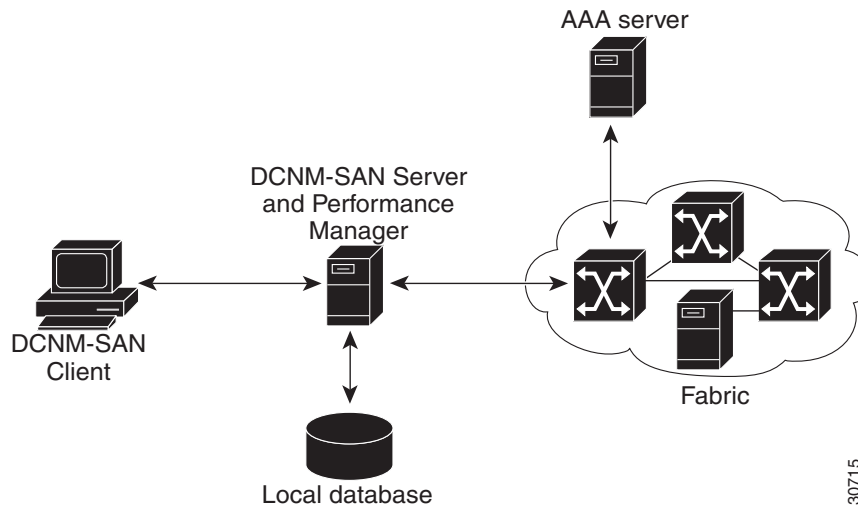 AAA server
DCNM-SAN Server
and Performance
Manager
DCNM-SAN
Client
Fabric
Local database
30715